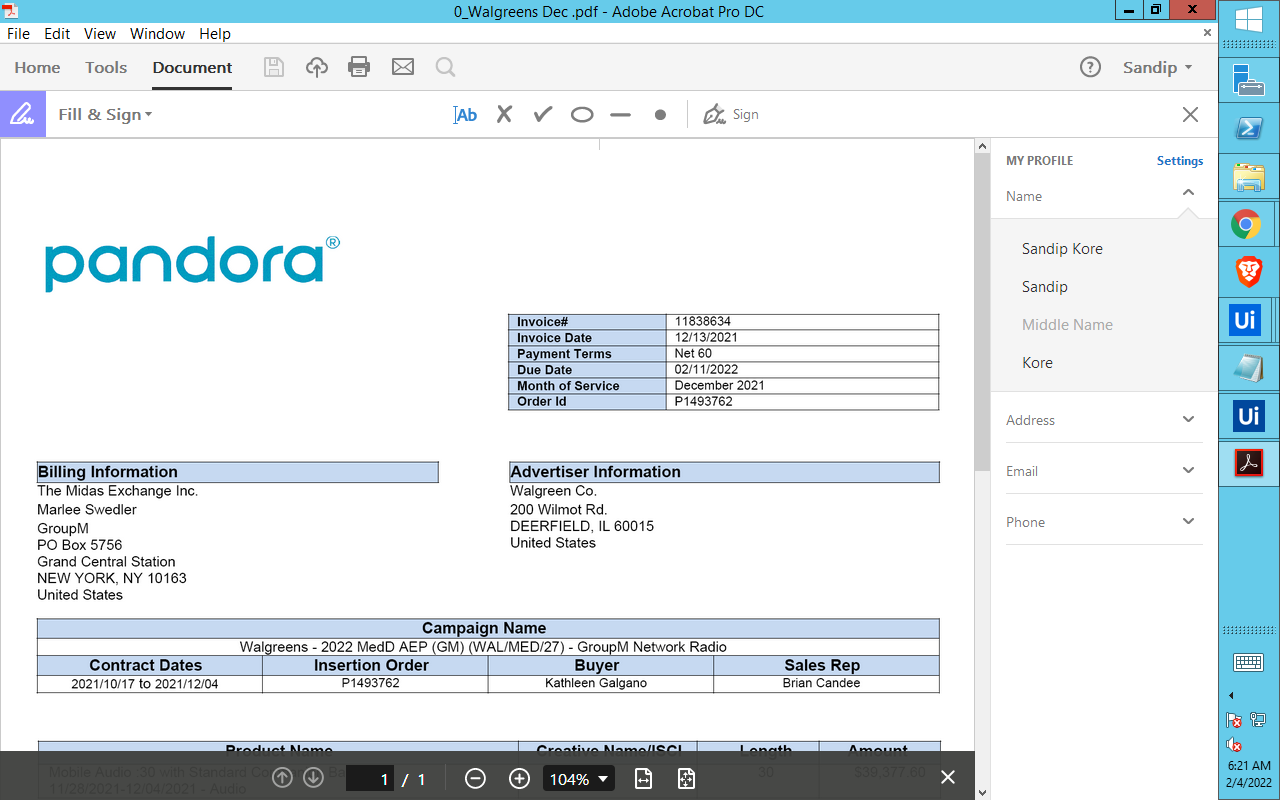 0_Walgreens Dec .pdf - Adobe Acrobat Pro DC
File Edit View Window Help
Home Tools Document
Sandip
Fill & Sign
Ab
Sign
pandora®
Invoice# 11838634
Invoice Date 12/13/2021
Payment Terms Net 60
Due Date 02/11/2022
Month of Service December 2021
Order Id P1493762
Billing Information
The Midas Exchange Inc.
Marlee Swedler
GroupM
PO Box 5756
Grand Central Station
NEW YORK, NY 10163
United States
Advertiser Information
Walgreen Co.
200 Wilmot Rd.
DEERFIELD, IL 60015
United States
Campaign Name
Walgreens - 2022 MedD AEP (GM) (WAL/MED/27) - GroupM Network Radio
Contract Dates Insertion Order Buyer Sales Rep
2021/10/17 to 2021/12/04 P1493762 Kathleen Galgano Brian Candee
Product Name Creative Name/ISCI Length Amount
Mobile Audio :30 with Standard Co Ba 30 $39,377.60
11/28/2021-12/04/2021 - Audio
1 / 1
104%
MY PROFILE Settings
Name
Sandip Kore
Sandip
Middle Name
Kore
Address
Email
Phone
Ui
Ui
6:21 AM
2/4/2022